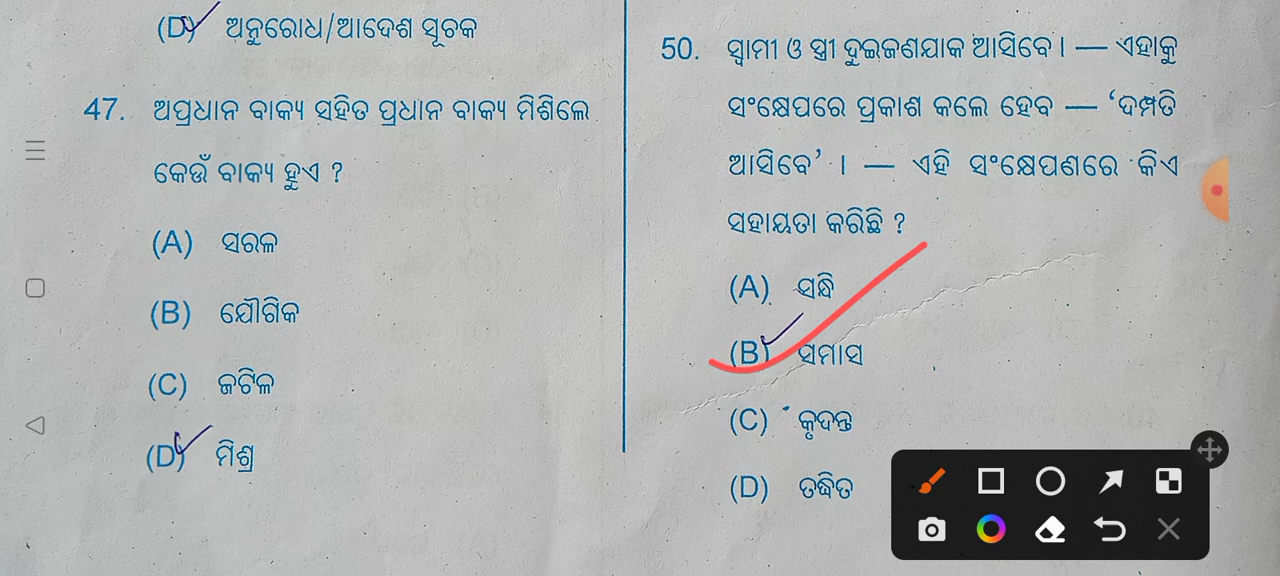 (D) ଅନୁରୋଧ/ଆଦେଶ ସୂଚକ
47. ଅପ୍ରଧାନ ବାକ୍ୟ ସହିତ ପ୍ରଧାନ ବାକ୍ୟ ମିଶିଲେ
କେଉଁ ବାକ୍ୟ ହୁଏ ?
(A) ସରଳ
(B) ଯୌଗିକ
(C) ଜଟିଳ
(D) ମିଶ୍ର
50. ସ୍ୱାମୀ ଓ ସ୍ତ୍ରୀ ଦୁଇଜଣଯାକ ଆସିବେ । — ଏହାକୁ
ସଂକ୍ଷେପରେ ପ୍ରକାଶ କଲେ ହେବ — ‘ଦମ୍ପତି
ଆସିବେ’ । — ଏହି ସଂକ୍ଷେପଣରେ କିଏ
ସହାୟତା କରିଛି ?
(A) ସନ୍ଧି
(B) ସମାସ
(C) କୃଦନ୍ତ
(D) ତଦ୍ଧିତ